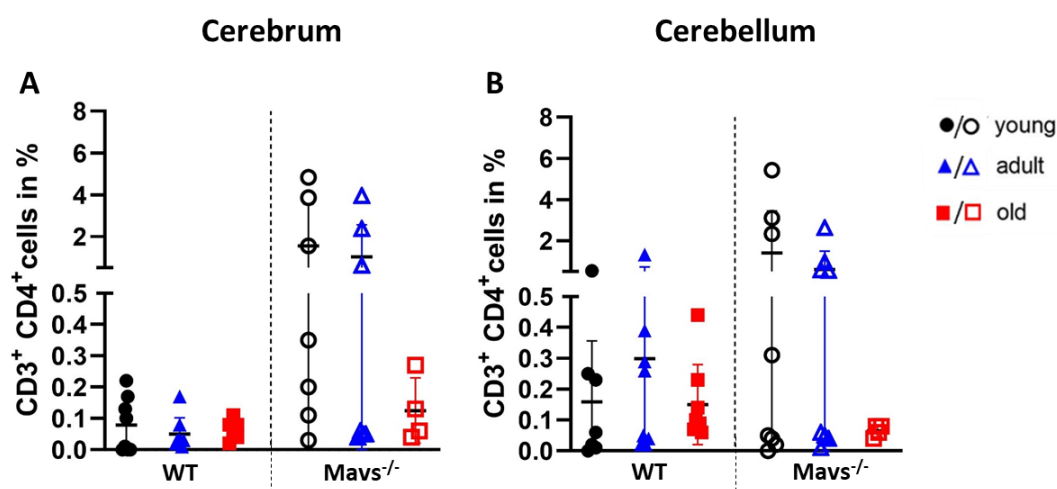 Cerebrum
Cerebellum
A
B
CD3⁺ CD4⁺ cells in %
8
6
4
2
0.5
0.4
0.3
0.2
0.1
0.0
WT
Mavs⁻/⁻
CD3⁺ CD4⁺ cells in %
8
6
4
2
0.5
0.4
0.3
0.2
0.1
0.0
WT
Mavs⁻/⁻
/ young
/ adult
/ old